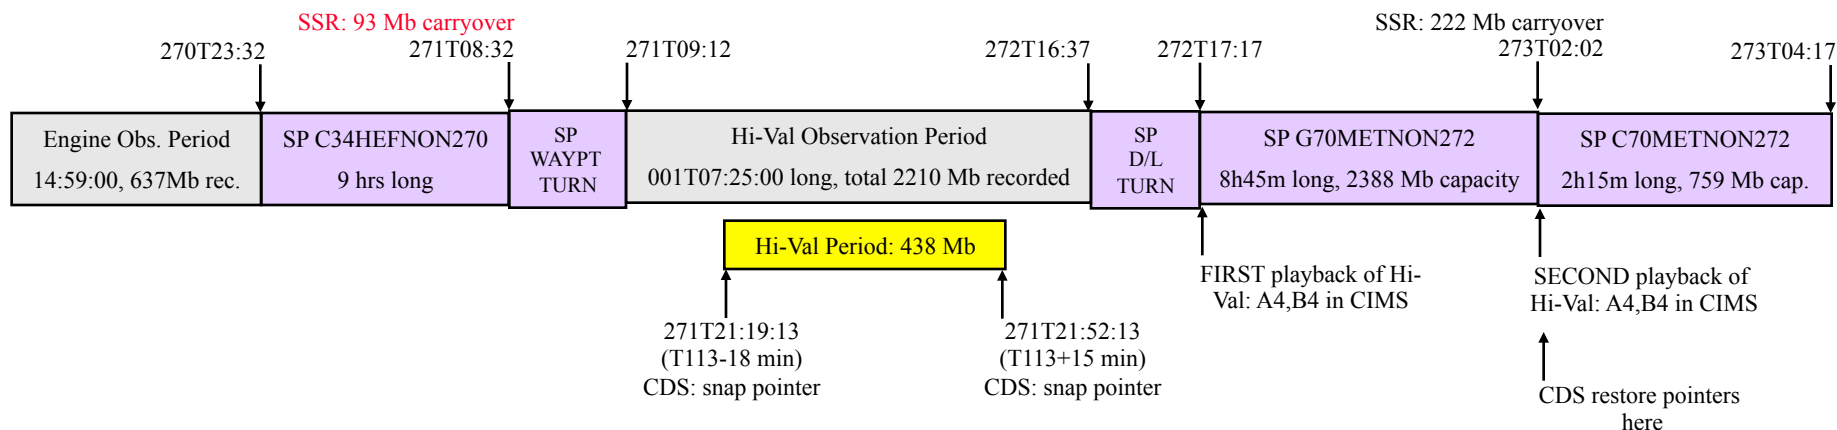 SSR: 93 Mb carryover
SSR: 222 Mb carryover
270T23:32
271T08:32
271T09:12
272T16:37
272T17:17
273T02:02
273T04:17
Engine Obs. Period
14:59:00, 637Mb rec.
SP C34HEFNON270
9 hrs long
SP
WAYPT
TURN
Hi-Val Observation Period
001T07:25:00 long, total 2210 Mb recorded
SP
D/L
TURN
SP G70METNON272
8h45m long, 2388 Mb capacity
SP C70METNON272
2h15m long, 759 Mb cap.
Hi-Val Period: 438 Mb
271T21:19:13
(T113-18 min)
CDS: snap pointer
271T21:52:13
(T113+15 min)
CDS: snap pointer
FIRST playback of Hi-
Val: A4,B4 in CIMS
SECOND playback of
Hi-Val: A4,B4 in CIMS
CDS restore pointers
here